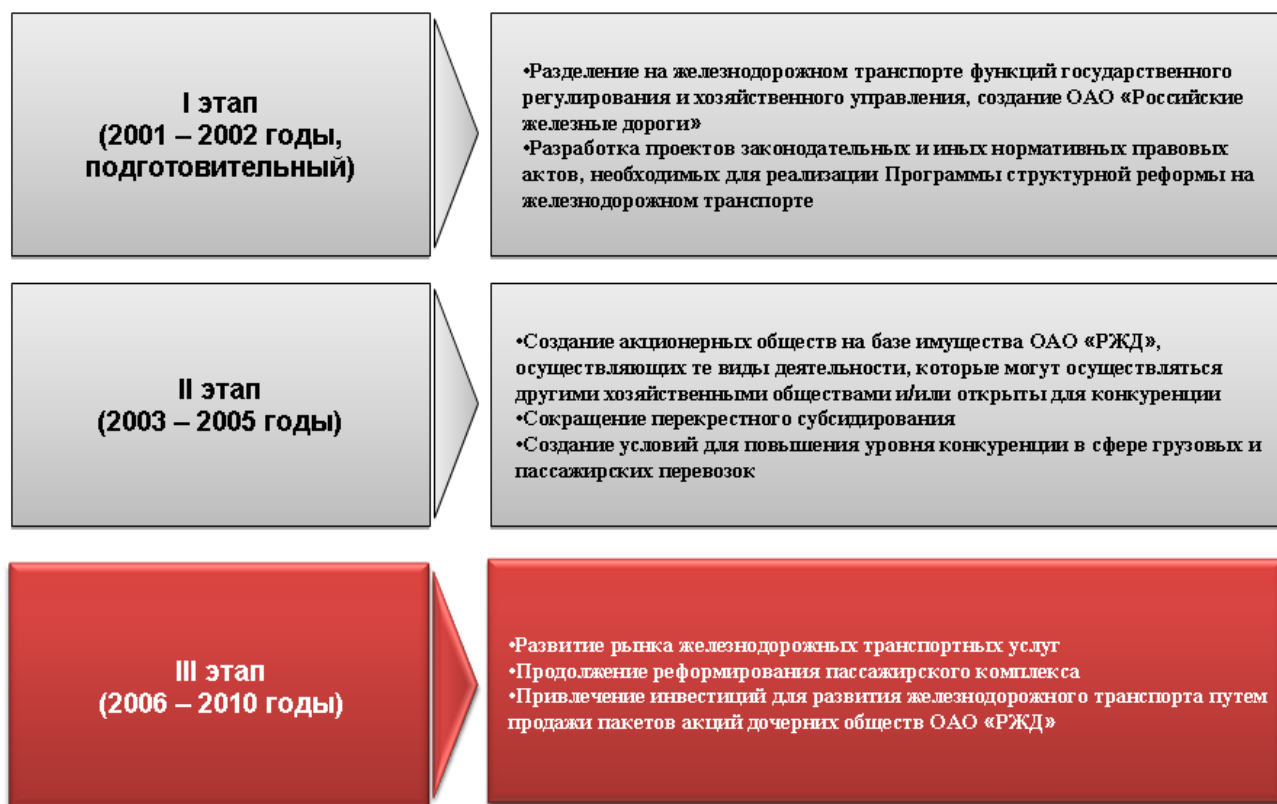 I этап
(2001 – 2002 годы,
подготовительный)
•Разделение на железнодорожном транспорте функций государственного
регулирования и хозяйственного управления, создание ОАО «Российские
железные дороги»
•Разработка проектов законодательных и иных нормативных правовых
актов, необходимых для реализации Программы структурной реформы на
железнодорожном транспорте
II этап
(2003 – 2005 годы)
•Создание акционерных обществ на базе имущества ОАО «РЖД»,
осуществляющих те виды деятельности, которые могут осуществляться
другими хозяйственными обществами и/или открыты для конкуренции
•Сокращение перекрестного субсидирования
•Создание условий для повышения уровня конкуренции в сфере грузовых и
пассажирских перевозок
III этап
(2006 – 2010 годы)
•Развитие рынка железнодорожных транспортных услуг
•Продолжение реформирования пассажирского комплекса
•Привлечение инвестиций для развития железнодорожного транспорта путем
продажи пакетов акций дочерних обществ ОАО «РЖД»